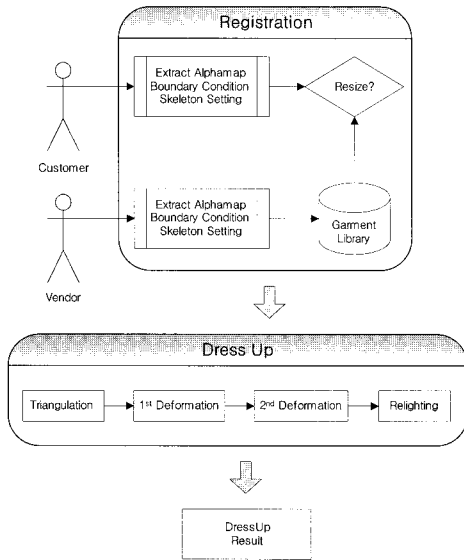 Registration
Extract Alphamap
Boundary Condition
Skeleton Setting
Resize?
Customer
Extract Alphamap
Boundary Condition
Skeleton Setting
Garment
Library
Vendor
Dress Up
Triangulation
1st Deformation
2nd Deformation
Relighting
DressUp
Result